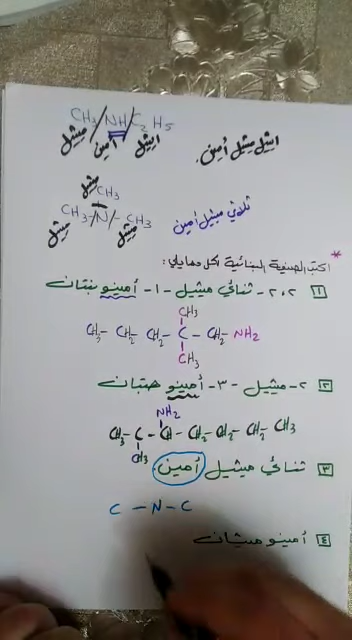 CH₃/NH/C₂H₅
ميثيل أمين ايثيل
ايثيل ميثيل أمين.
ميثيل
CH₃
CH₃/-N-/-CH₃
ميثيل ميثيل
ثلاثي ميثيل أمين
* اكتب الصيغة البنائية لكل مما يلي:
1 ٢،٢- ثنائي ميثيل -١- أمينو بنتان
CH₃
CH₃- CH₂- CH₂- C - CH₂- NH₂
CH₃
٢ ٢- ميثيل -٣- أمينو هبتان
NH₂
CH₃- C - CH- CH₂- CH₂- CH₂- CH₃
CH₃
٣ ثنائي ميثيل أمين:
C - N - C
٤ أمينو ميثان